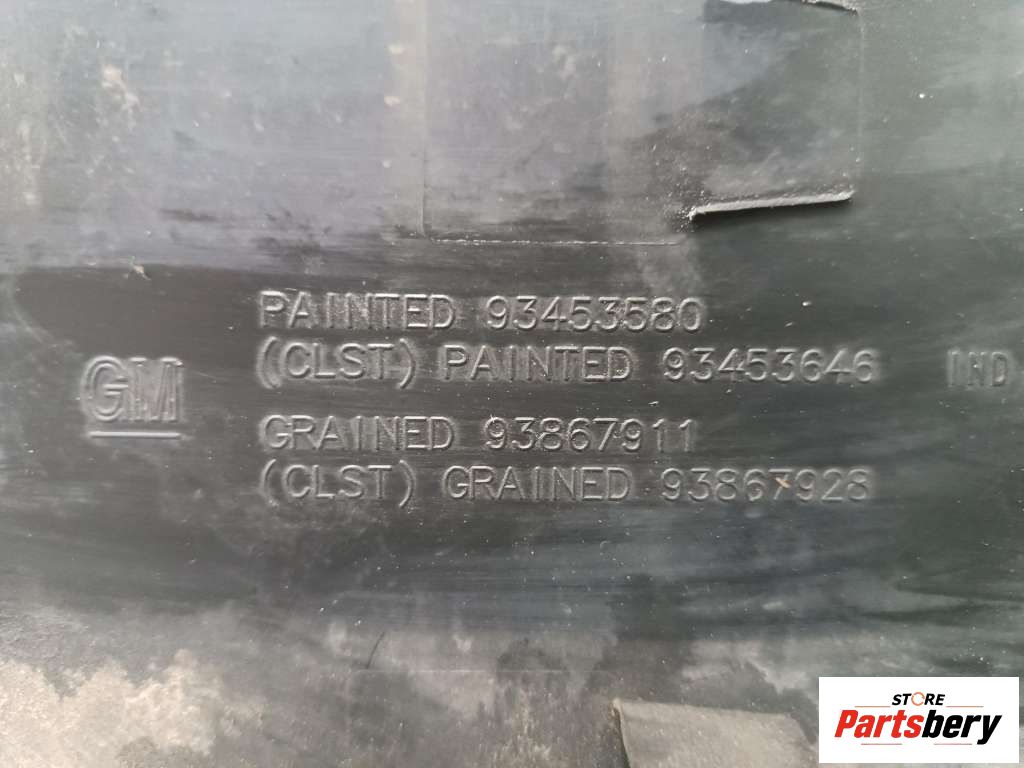 PAINTED 93453580
(CLST) PAINTED 93453646 IND
GM
GRAINED 93867911
(CLST) GRAINED 93867928
STORE
Partsbery